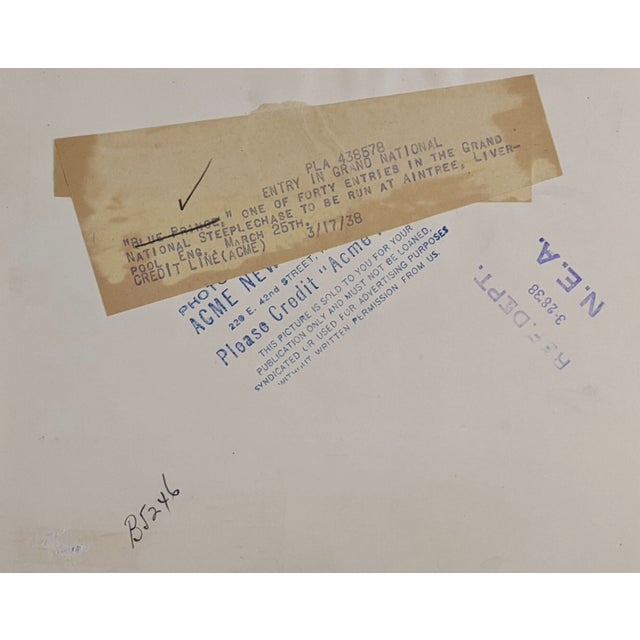 PLA 438578
ENTRY IN GRAND NATIONAL
"BLUE PRINCE," ONE OF FORTY ENTRIES IN THE GRAND
NATIONAL STEEPLECHASE TO BE RUN AT AINTREE, LIVER-
POOL ENG. MARCH 25TH.
CREDIT LINE (ACME) 3/17/38
PHOTO
ACME NEW
220 E. 42nd STREET,
Please Credit "Acme
THIS PICTURE IS SOLD TO YOU FOR YOUR
PUBLICATION ONLY AND MUST NOT BE LOANED,
SYNDICATED OR USED FOR ADVERTISING PURPOSES
WITHOUT WRITTEN PERMISSION FROM US.
REF. DEPT.
3-28-38
N. E. A.
B5246